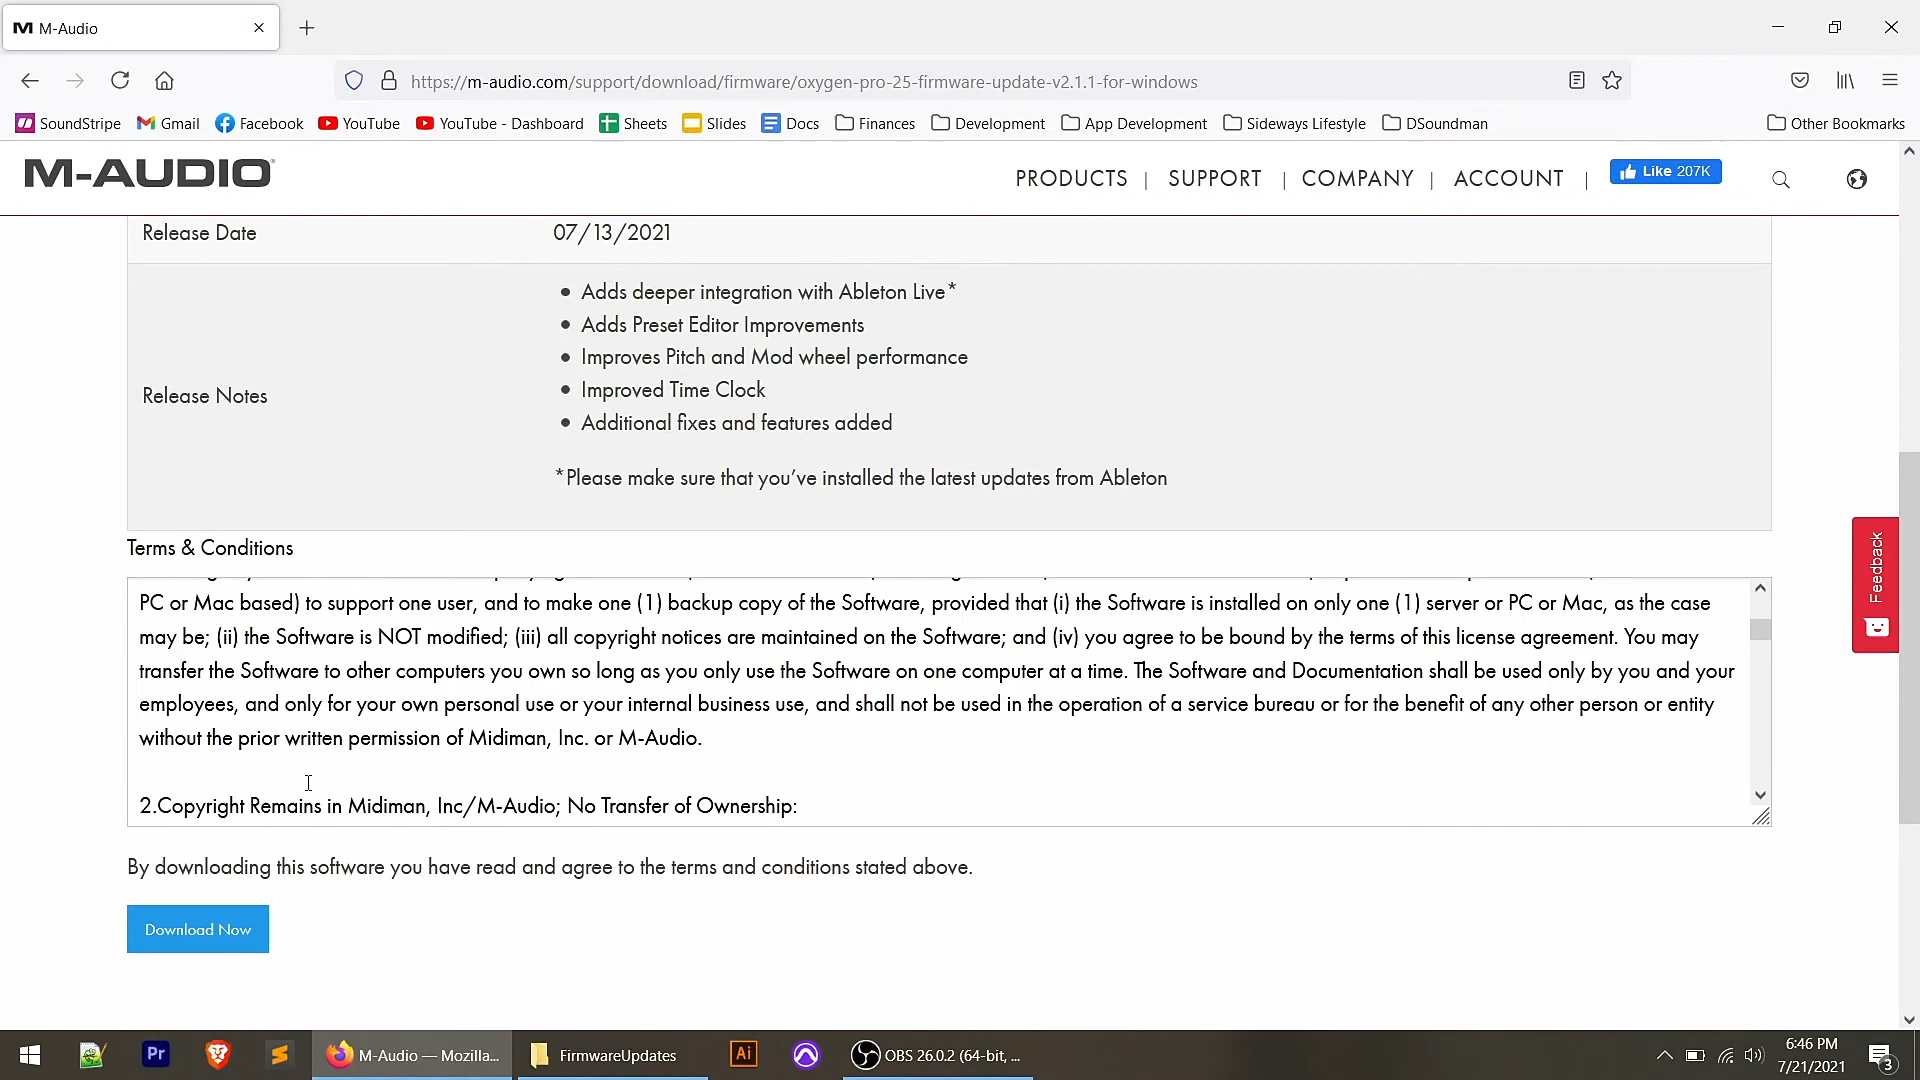 M M-Audio
https://m-audio.com/support/download/firmware/oxygen-pro-25-firmware-update-v2.1.1-for-windows
SoundStripe Gmail Facebook YouTube YouTube - Dashboard Sheets Slides Docs Finances Development App Development Sideways Lifestyle DSoundman Other Bookmarks
M-AUDIO PRODUCTS | SUPPORT | COMPANY | ACCOUNT | Like 207K
Release Date 07/13/2021
• Adds deeper integration with Ableton Live*
• Adds Preset Editor Improvements
• Improves Pitch and Mod wheel performance
Release Notes
• Improved Time Clock
• Additional fixes and features added
*Please make sure that you've installed the latest updates from Ableton
Terms & Conditions
PC or Mac based) to support one user, and to make one (1) backup copy of the Software, provided that (i) the Software is installed on only one (1) server or PC or Mac, as the case
may be; (ii) the Software is NOT modified; (iii) all copyright notices are maintained on the Software; and (iv) you agree to be bound by the terms of this license agreement. You may
transfer the Software to other computers you own so long as you only use the Software on one computer at a time. The Software and Documentation shall be used only by you and your
employees, and only for your own personal use or your internal business use, and shall not be used in the operation of a service bureau or for the benefit of any other person or entity
without the prior written permission of Midiman, Inc. or M-Audio.
2.Copyright Remains in Midiman, Inc/M-Audio; No Transfer of Ownership:
By downloading this software you have read and agree to the terms and conditions stated above.
Download Now
Feedback
Pr M-Audio — Mozilla... FirmwareUpdates Ai OBS 26.0.2 (64-bit, ...
6:46 PM
7/21/2021
3